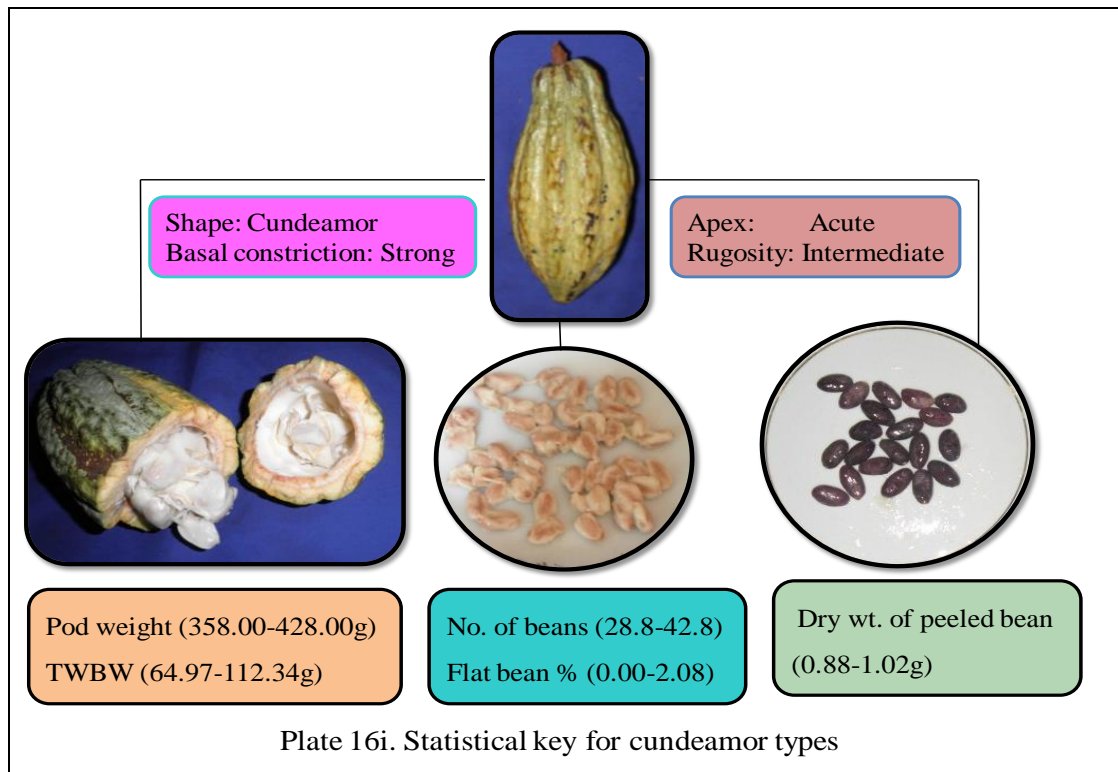 Shape: Cundeamor
Basal constriction: Strong
Apex: Acute
Rugosity: Intermediate
Pod weight (358.00-428.00g)
TWBW (64.97-112.34g)
No. of beans (28.8-42.8)
Flat bean % (0.00-2.08)
Dry wt. of peeled bean
(0.88-1.02g)
Plate 16i. Statistical key for cundeamor types